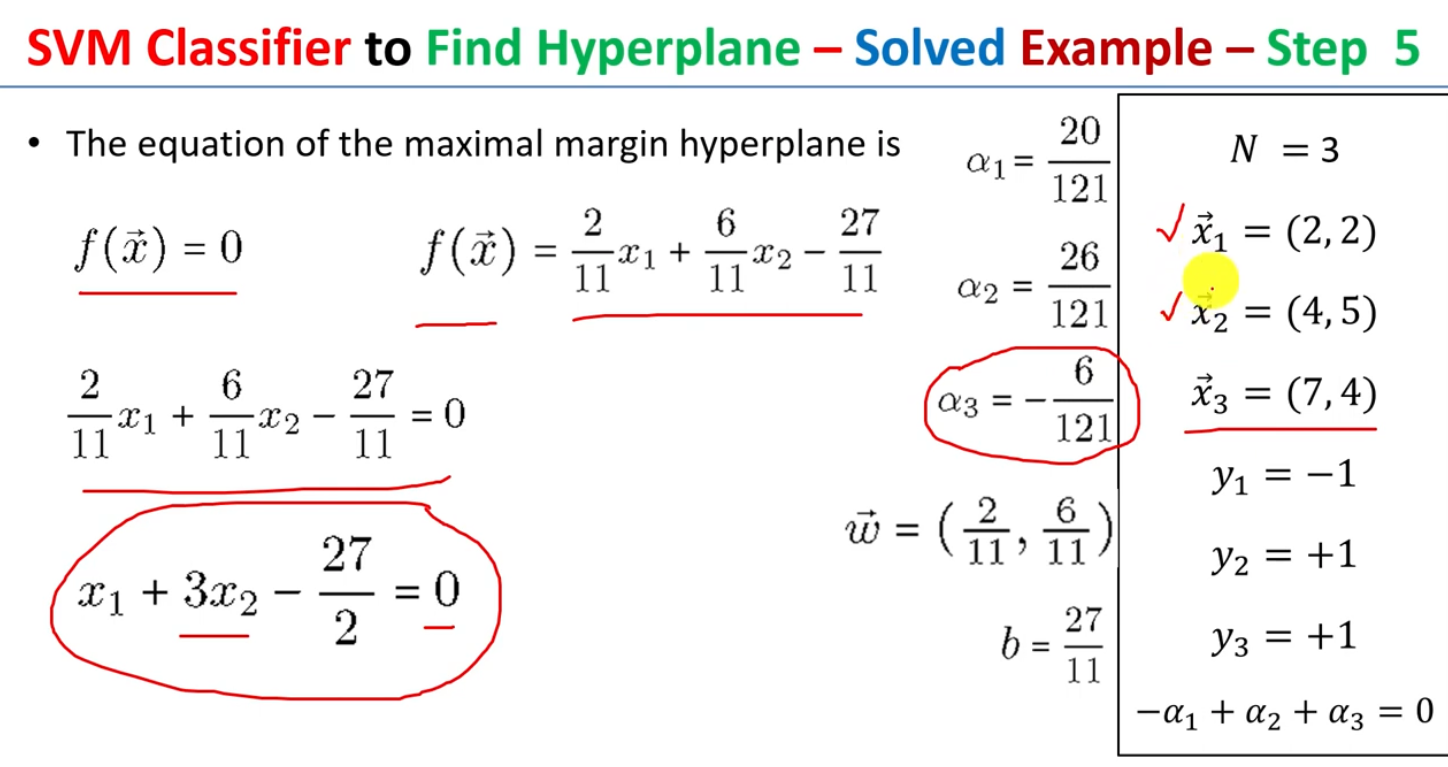 SVM Classifier to Find Hyperplane – Solved Example – Step 5
• The equation of the maximal margin hyperplane is
f(x⃗) = 0
f(x⃗) = 2/11 x₁ + 6/11 x₂ − 27/11
2/11 x₁ + 6/11 x₂ − 27/11 = 0
x₁ + 3x₂ − 27/2 = 0
α₁ = 20/121
α₂ = 26/121
α₃ = − 6/121
w⃗ = (2/11, 6/11)
b = 27/11
N = 3
✓ x⃗₁ = (2, 2)
✓ x⃗₂ = (4, 5)
x⃗₃ = (7, 4)
y₁ = −1
y₂ = +1
y₃ = +1
−α₁ + α₂ + α₃ = 0